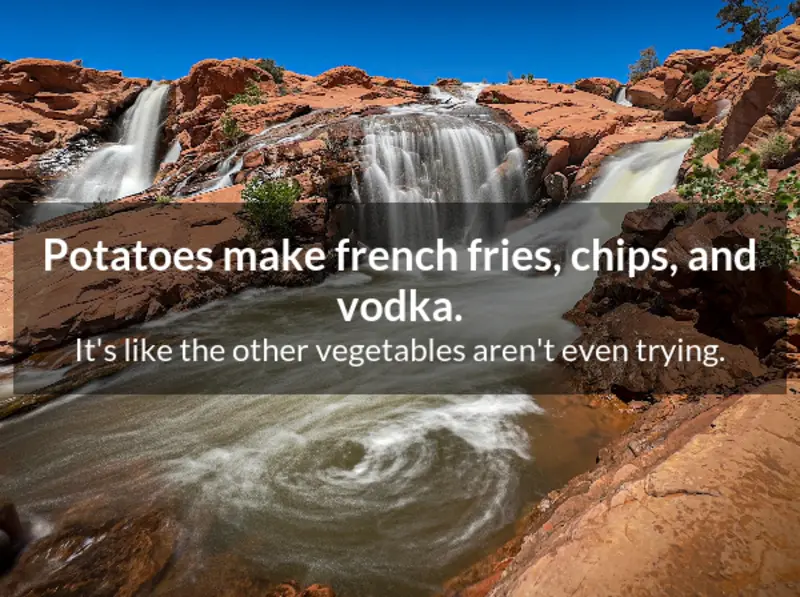 Potatoes make french fries, chips, and
vodka.
It's like the other vegetables aren't even trying.